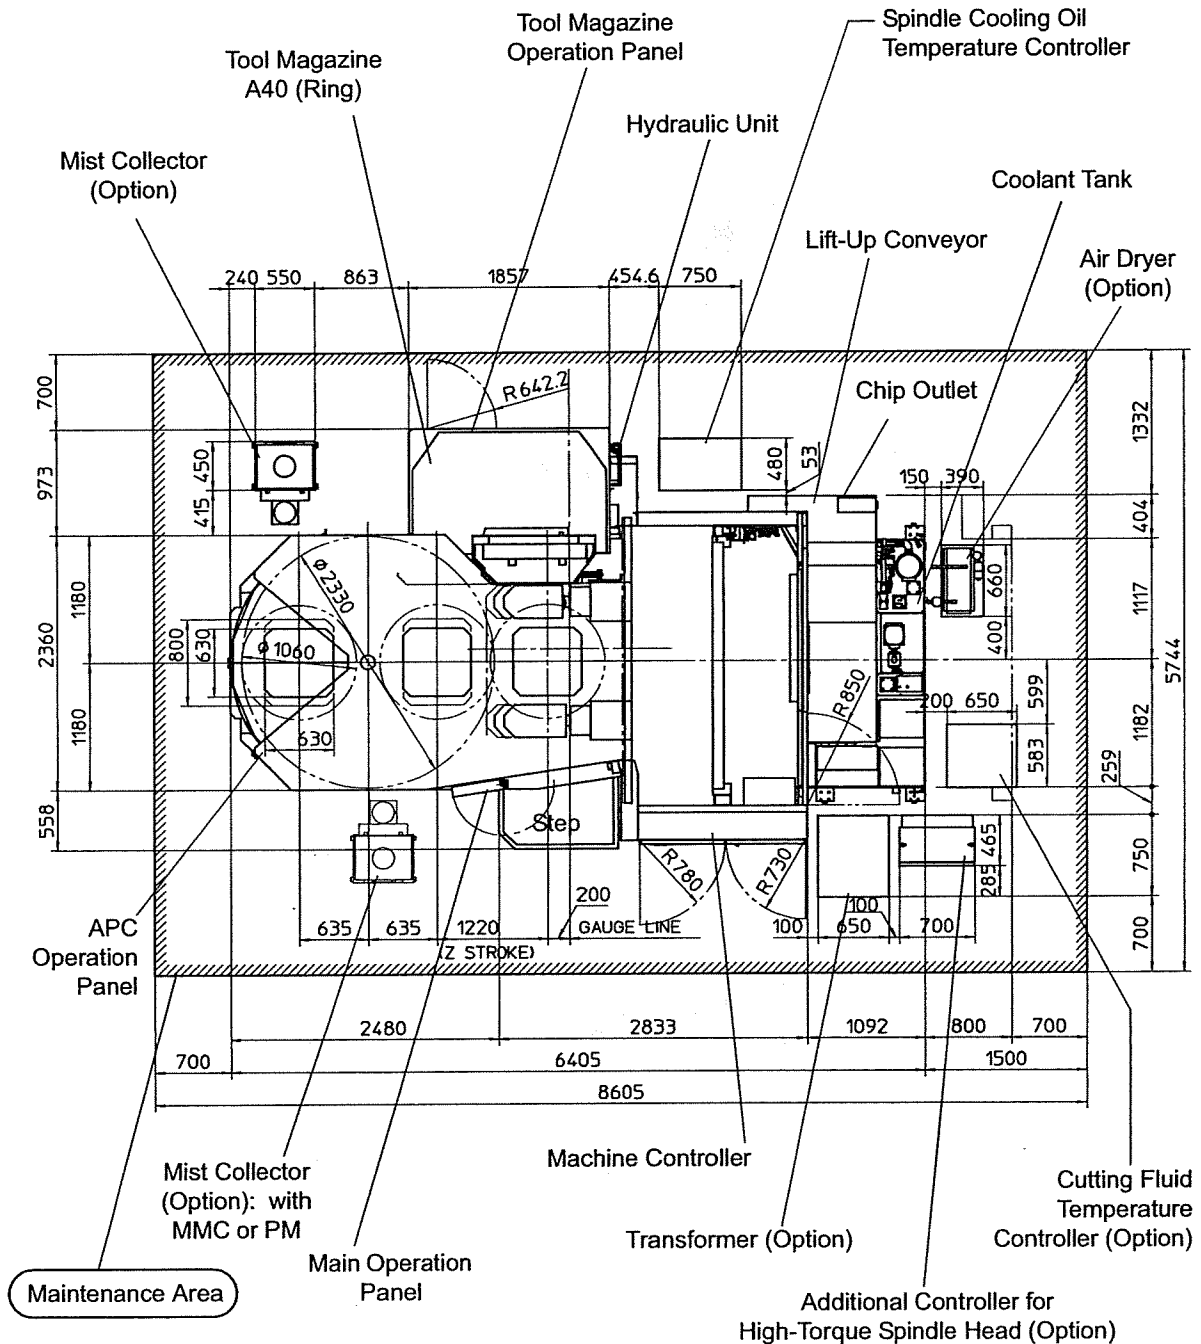 Tool Magazine
Operation Panel
Spindle Cooling Oil
Temperature Controller
Tool Magazine
A40 (Ring)
Hydraulic Unit
Mist Collector
(Option)
Coolant Tank
Lift-Up Conveyor
Air Dryer
(Option)
240
550
863
1857
454.6
750
700
R642.2
Chip Outlet
1332
973
450
415
480
53
150
390
404
2360
1180
1180
800
630
Ø2330
Ø1060
630
660
400
1117
5744
R850
200
650
599
583
1182
259
558
Step
R780
R730
465
285
750
700
APC
Operation
Panel
635
635
1220
(Z STROKE)
200
GAUGE LINE
100
650
100
700
2480
2833
1092
800
700
700
6405
1500
8605
Machine Controller
Mist Collector
(Option): with
MMC or PM
Cutting Fluid
Temperature
Controller (Option)
Transformer (Option)
Main Operation
Panel
Maintenance Area
Additional Controller for
High-Torque Spindle Head (Option)